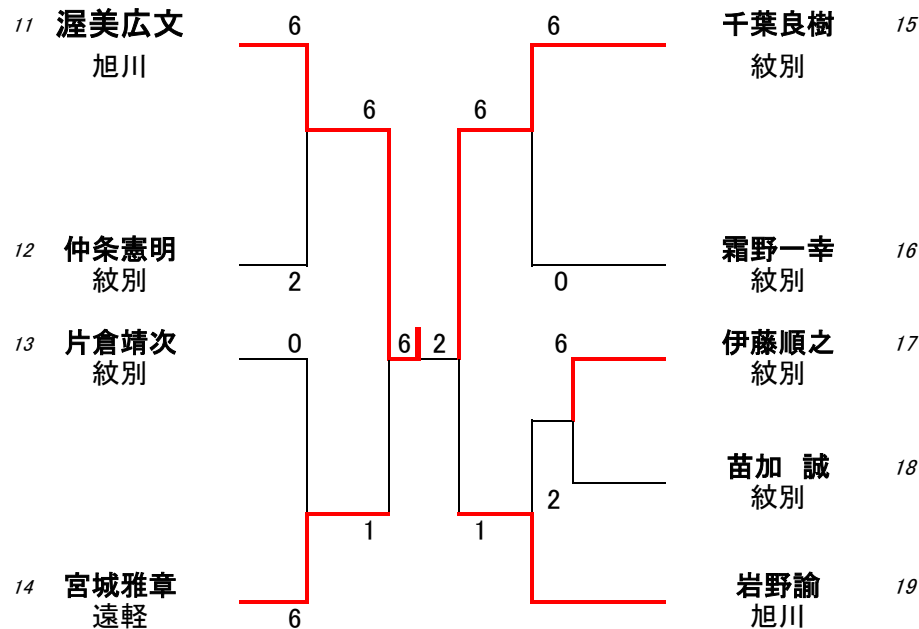 11 渥美広文 6
旭川
6
12 仲条憲明
紋別 2
13 片倉靖次 0
紋別
6 2
1
14 宮城雅章
遠軽 6
6 千葉良樹 15
紋別
6
霜野一幸 16
0 紋別
6 伊藤順之 17
紋別
苗加 誠 18
2 紋別
1
岩野諭 19
旭川